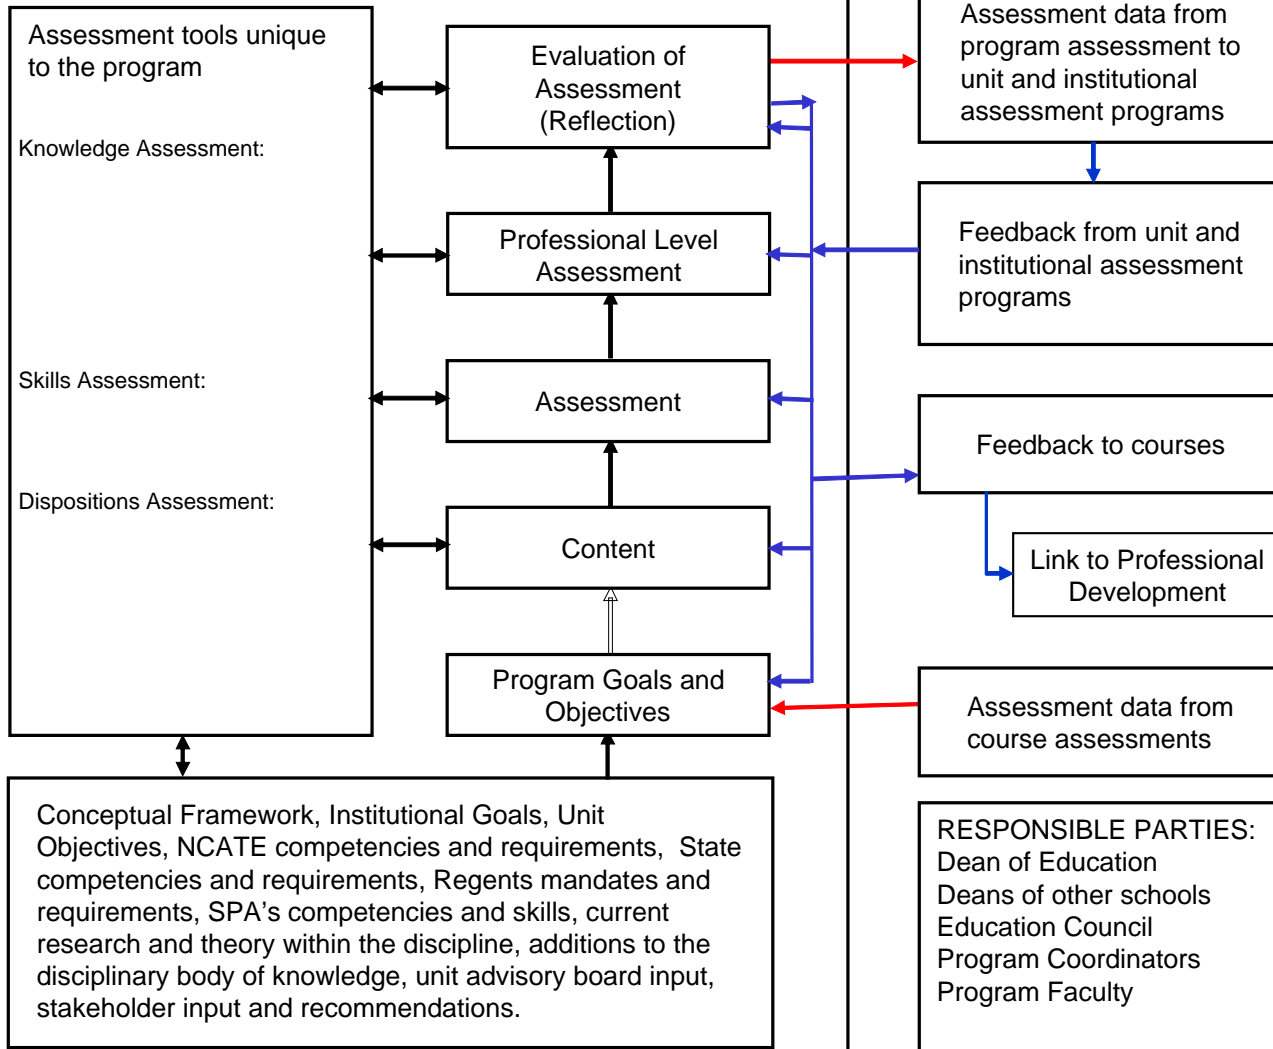 Assessment tools unique
to the program
Knowledge Assessment:
Skills Assessment:
Dispositions Assessment:
Evaluation of
Assessment
(Reflection)
Professional Level
Assessment
Assessment
Content
Program Goals and
Objectives
Conceptual Framework, Institutional Goals, Unit
Objectives, NCATE competencies and requirements,  State
competencies and requirements, Regents mandates and
requirements, SPA’s competencies and skills, current
research and theory within the discipline, additions to the
disciplinary body of knowledge, unit advisory board input,
stakeholder input and recommendations.
Assessment data from
program assessment to
unit and institutional
assessment programs
Feedback from unit and
institutional assessment
programs
Feedback to courses
Link to Professional
Development
Assessment data from
course assessments
RESPONSIBLE PARTIES:
Dean of Education
Deans of other schools
Education Council
Program Coordinators
Program Faculty